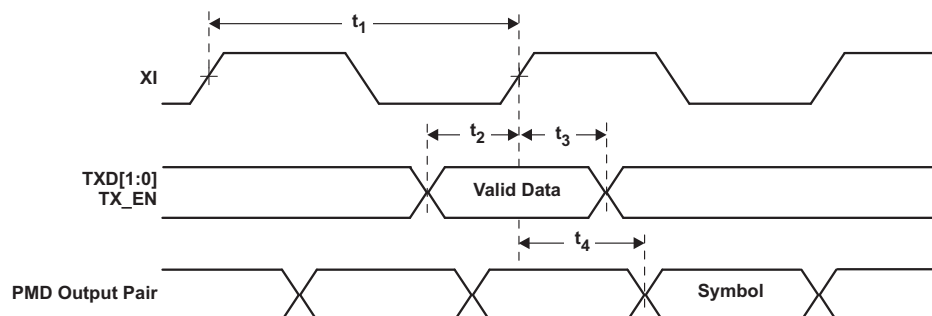 t1
XI
t2
t3
TXD[1:0]
TX_EN
Valid Data
t4
PMD Output Pair
Symbol